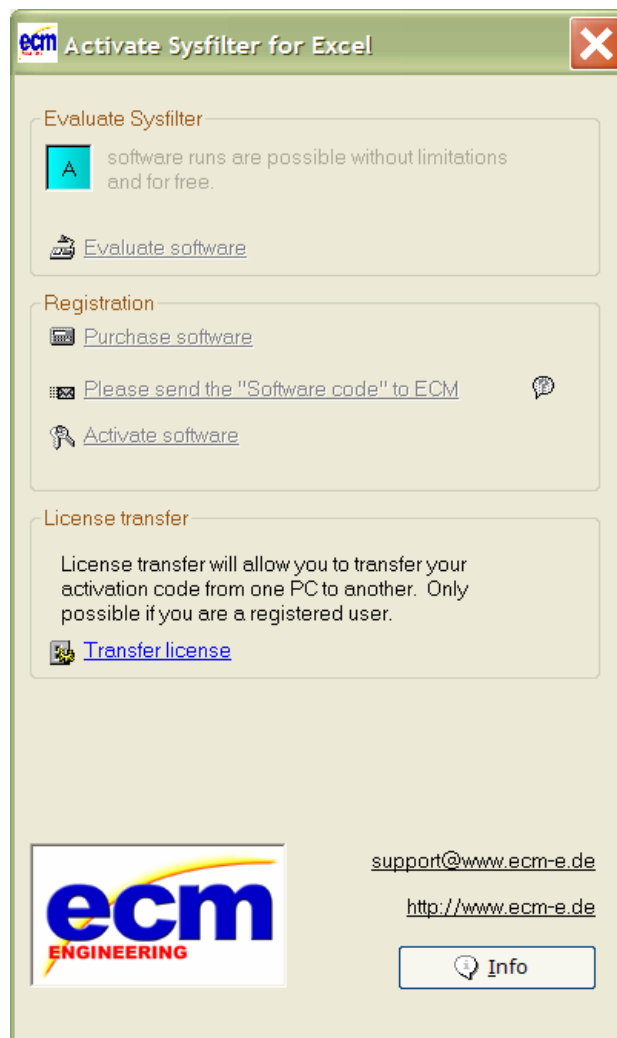 ecm Activate Sysfilter for Excel
Evaluate Sysfilter
A
software runs are possible without limitations
and for free.
Evaluate software
Registration
Purchase software
Please send the "Software code" to ECM
Activate software
License transfer
License transfer will allow you to transfer your
activation code from one PC to another. Only
possible if you are a registered user.
Transfer license
ecm
ENGINEERING
support@www.ecm-e.de
http://www.ecm-e.de
Info